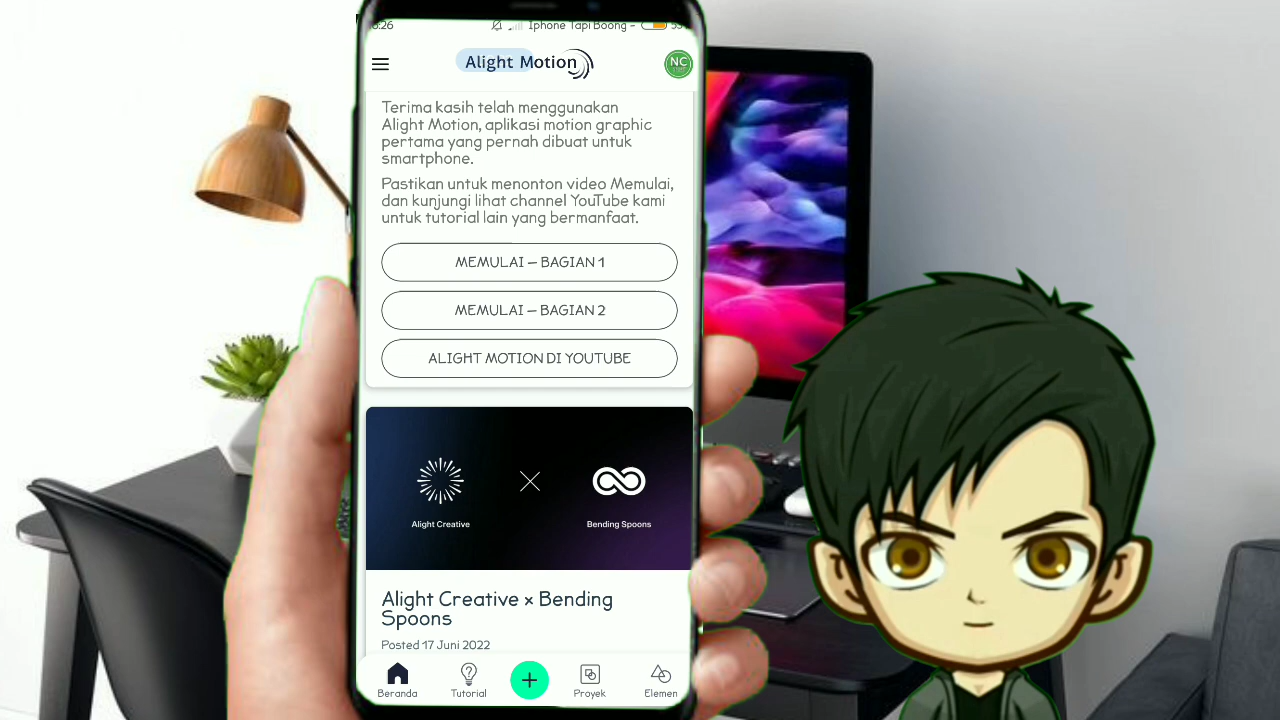 :26
Iphone Tapi Boong -
Alight Motion
NC
Terima kasih telah menggunakan
Alight Motion, aplikasi motion graphic
pertama yang pernah dibuat untuk
smartphone.
Pastikan untuk menonton video Memulai,
dan kunjungi lihat channel YouTube kami
untuk tutorial lain yang bermanfaat.
MEMULAI – BAGIAN 1
MEMULAI – BAGIAN 2
ALIGHT MOTION DI YOUTUBE
Alight Creative
Bending Spoons
Alight Creative x Bending
Spoons
Posted 17 Juni 2022
Beranda
Tutorial
Proyek
Elemen